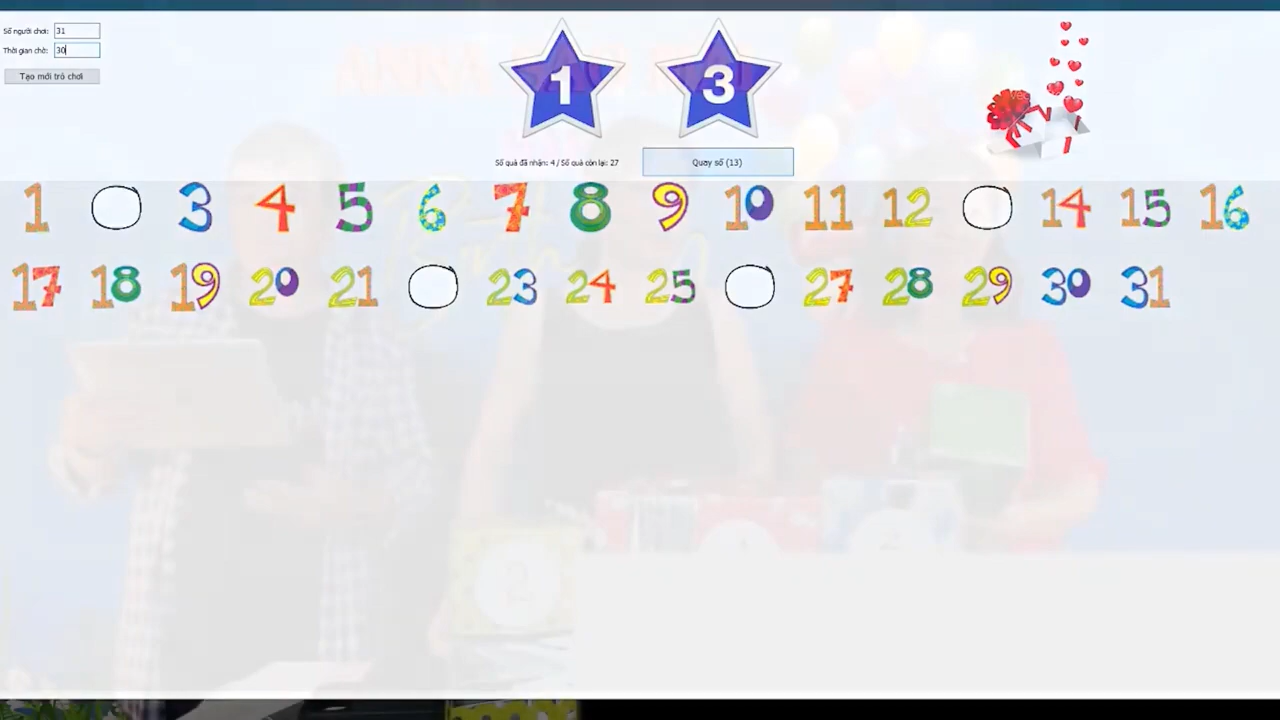 Số người chơi: 31
Thời gian chờ: 30
Tạo mới trò chơi
1 3
Số quà đã nhận: 4 / Số quà còn lại: 27
Quay số (13)
1 3 4 5 6 7 8 9 10 11 12 14 15 16
17 18 19 20 21 23 24 25 27 28 29 30 31
2